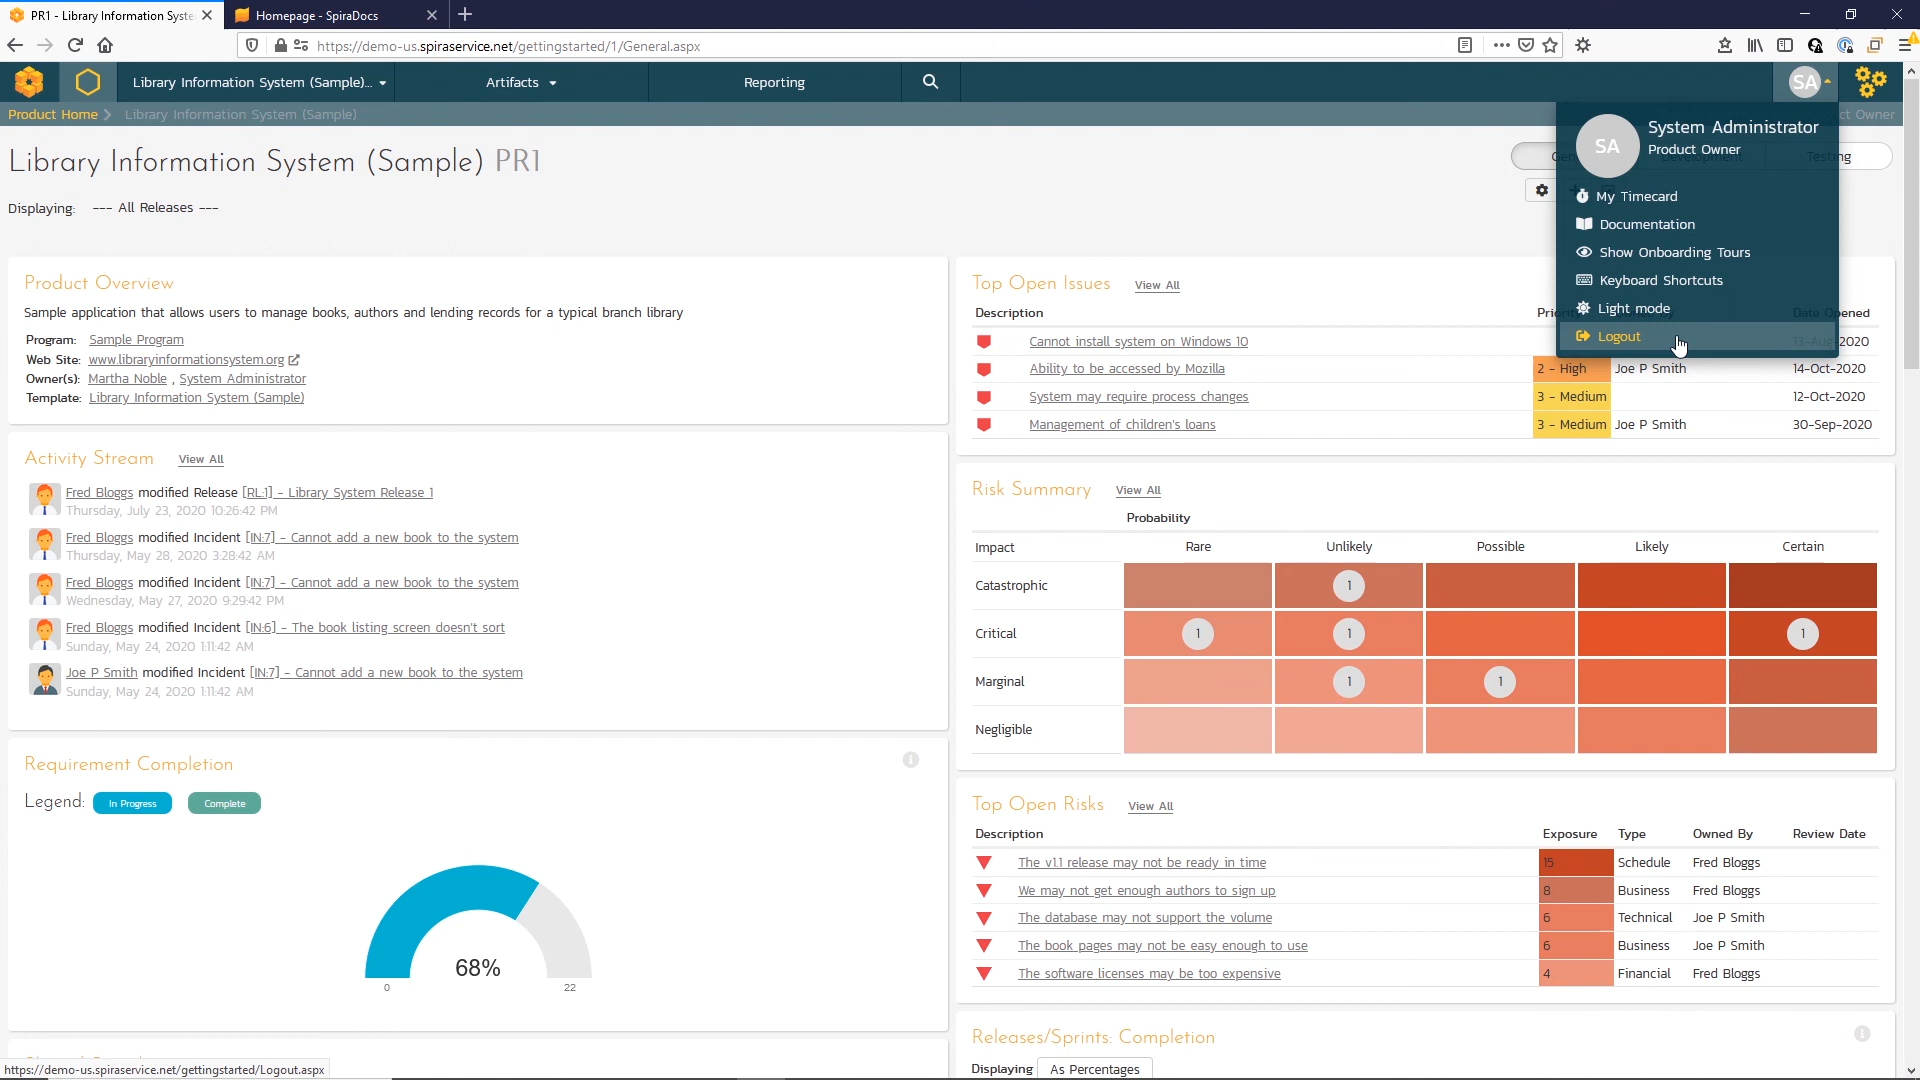 PR1 - Library Information Syste
Homepage - SpiraDocs
https://demo-us.spiraservice.net/gettingstarted/1/General.aspx
Library Information System (Sample)...
Artifacts
Reporting
SA
Product Home
Library Information System (Sample)
ct Owner
SA
System Administrator
Product Owner
My Timecard
Documentation
Show Onboarding Tours
Keyboard Shortcuts
Light mode
Logout
Library Information System (Sample) PR1
Gen
Development
Testing
Displaying: --- All Releases ---
Product Overview
Sample application that allows users to manage books, authors and lending records for a typical branch library
Program: Sample Program
Web Site: www.libraryinformationsystem.org
Owner(s): Martha Noble , System Administrator
Template: Library Information System (Sample)
Activity Stream View All
Fred Bloggs modified Release [RL:1] - Library System Release 1
Thursday, July 23, 2020 10:26:42 PM
Fred Bloggs modified Incident [IN:7] - Cannot add a new book to the system
Thursday, May 28, 2020 3:28:42 AM
Fred Bloggs modified Incident [IN:7] - Cannot add a new book to the system
Wednesday, May 27, 2020 9:29:42 PM
Fred Bloggs modified Incident [IN:6] - The book listing screen doesn't sort
Sunday, May 24, 2020 1:11:42 AM
Joe P Smith modified Incident [IN:7] - Cannot add a new book to the system
Sunday, May 24, 2020 1:11:42 AM
Requirement Completion
Legend: In Progress Complete
68%
0 22
Top Open Issues View All
Description Priority Date Opened
Cannot install system on Windows 10 13-Aug-2020
Ability to be accessed by Mozilla 2 - High Joe P Smith 14-Oct-2020
System may require process changes 3 - Medium 12-Oct-2020
Management of children's loans 3 - Medium Joe P Smith 30-Sep-2020
Risk Summary View All
Probability
Impact Rare Unlikely Possible Likely Certain
Catastrophic 1
Critical 1 1 1
Marginal 1 1
Negligible
Top Open Risks View All
Description Exposure Type Owned By Review Date
The v1.1 release may not be ready in time 15 Schedule Fred Bloggs
We may not get enough authors to sign up 8 Business Fred Bloggs
The database may not support the volume 6 Technical Joe P Smith
The book pages may not be easy enough to use 6 Business Joe P Smith
The software licenses may be too expensive 4 Financial Fred Bloggs
Releases/Sprints: Completion
Displaying As Percentages
https://demo-us.spiraservice.net/gettingstarted/Logout.aspx